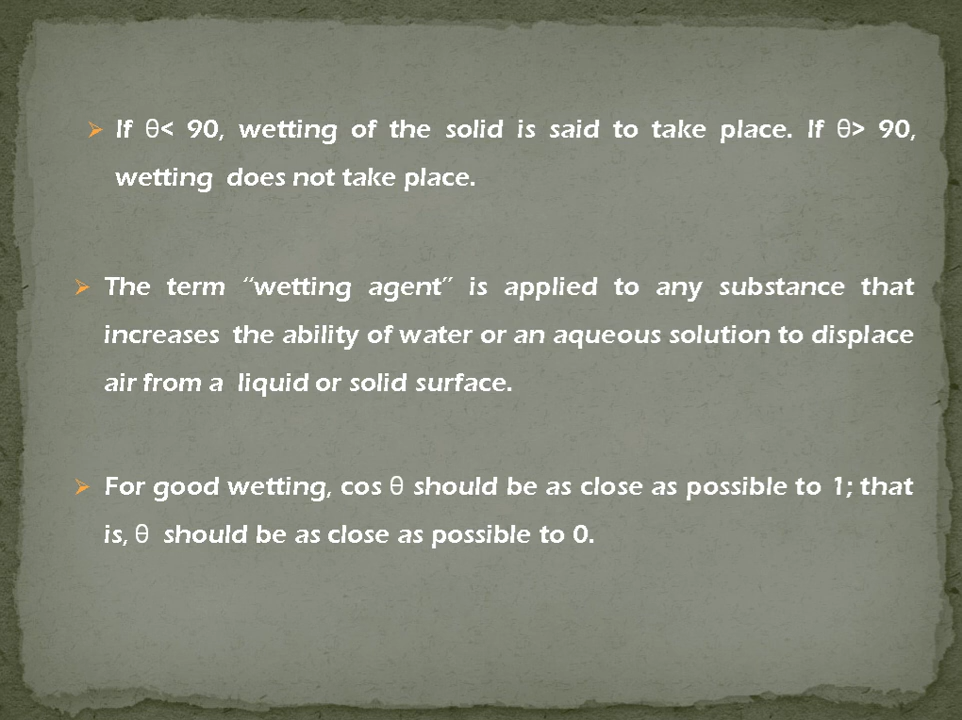 ➢ If θ< 90, wetting of the solid is said to take place. If θ> 90,
wetting does not take place.
➢ The term “wetting agent” is applied to any substance that
increases the ability of water or an aqueous solution to displace
air from a liquid or solid surface.
➢ For good wetting, cos θ should be as close as possible to 1; that
is, θ should be as close as possible to 0.